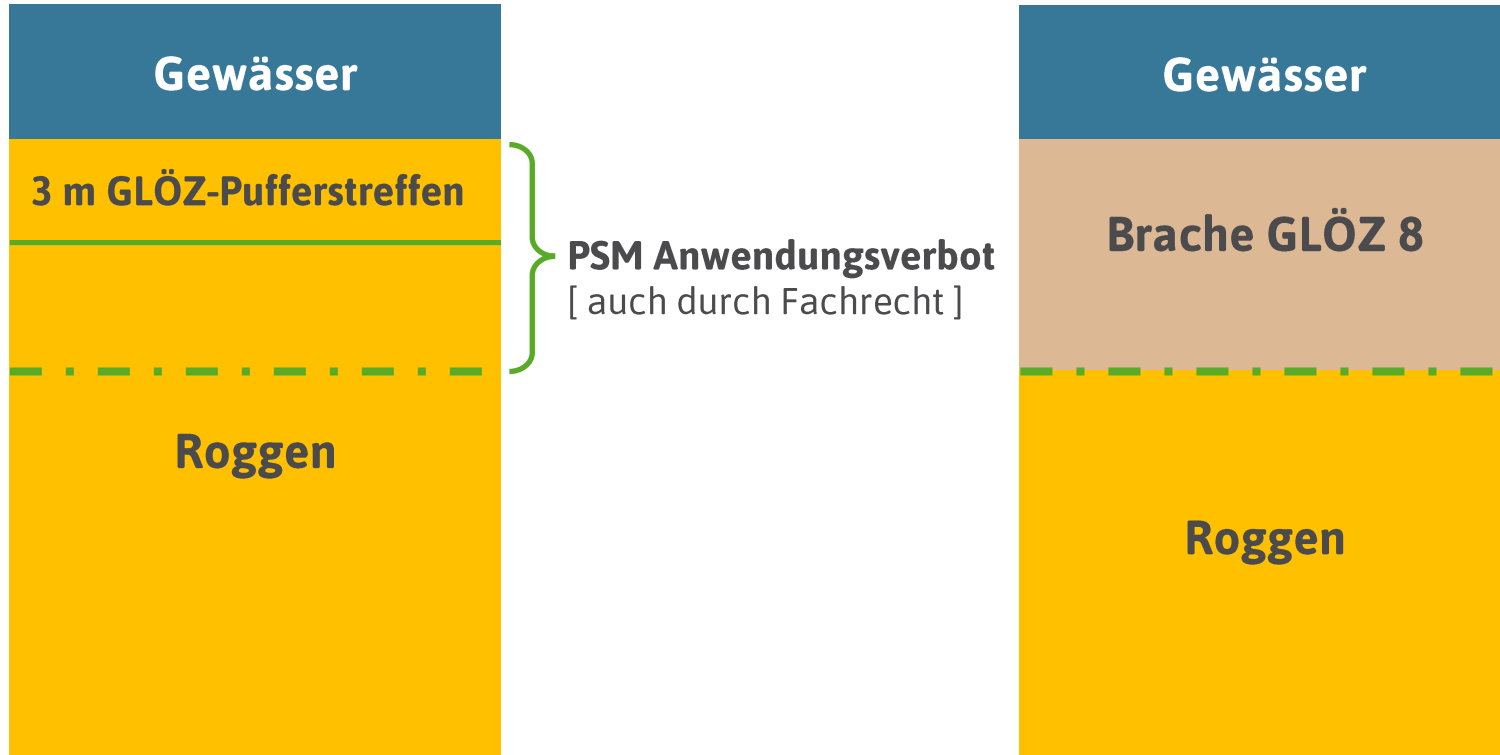 Gewässer
3 m GLÖZ-Pufferstreffen
Roggen
PSM Anwendungsverbot
[ auch durch Fachrecht ]
Gewässer
Brache GLÖZ 8
Roggen